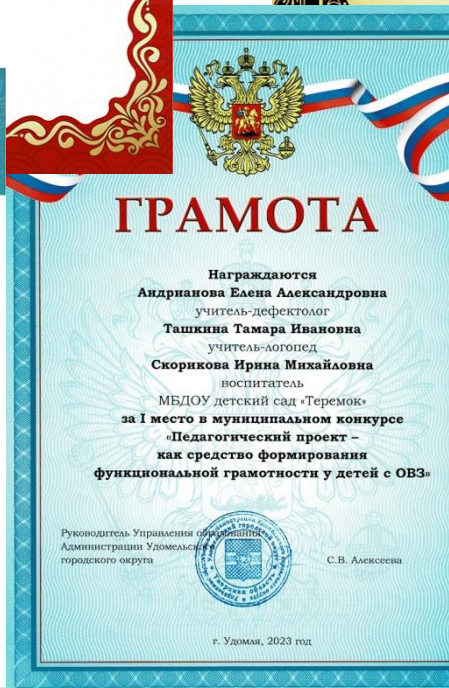 ГРАМОТА
Награждаются
Андрианова Елена Александровна
учитель-дефектолог
Ташкина Тамара Ивановна
учитель-логопед
Скорикова Ирина Михайловна
воспитатель
МБДОУ детский сад «Теремок»
за I место в муниципальном конкурсе
«Педагогический проект –
как средство формирования
функциональной грамотности у детей с ОВЗ»
Руководитель Управления образования
Администрации Удомельского
городского округа
С.В. Алексеева
г. Удомля, 2023 год